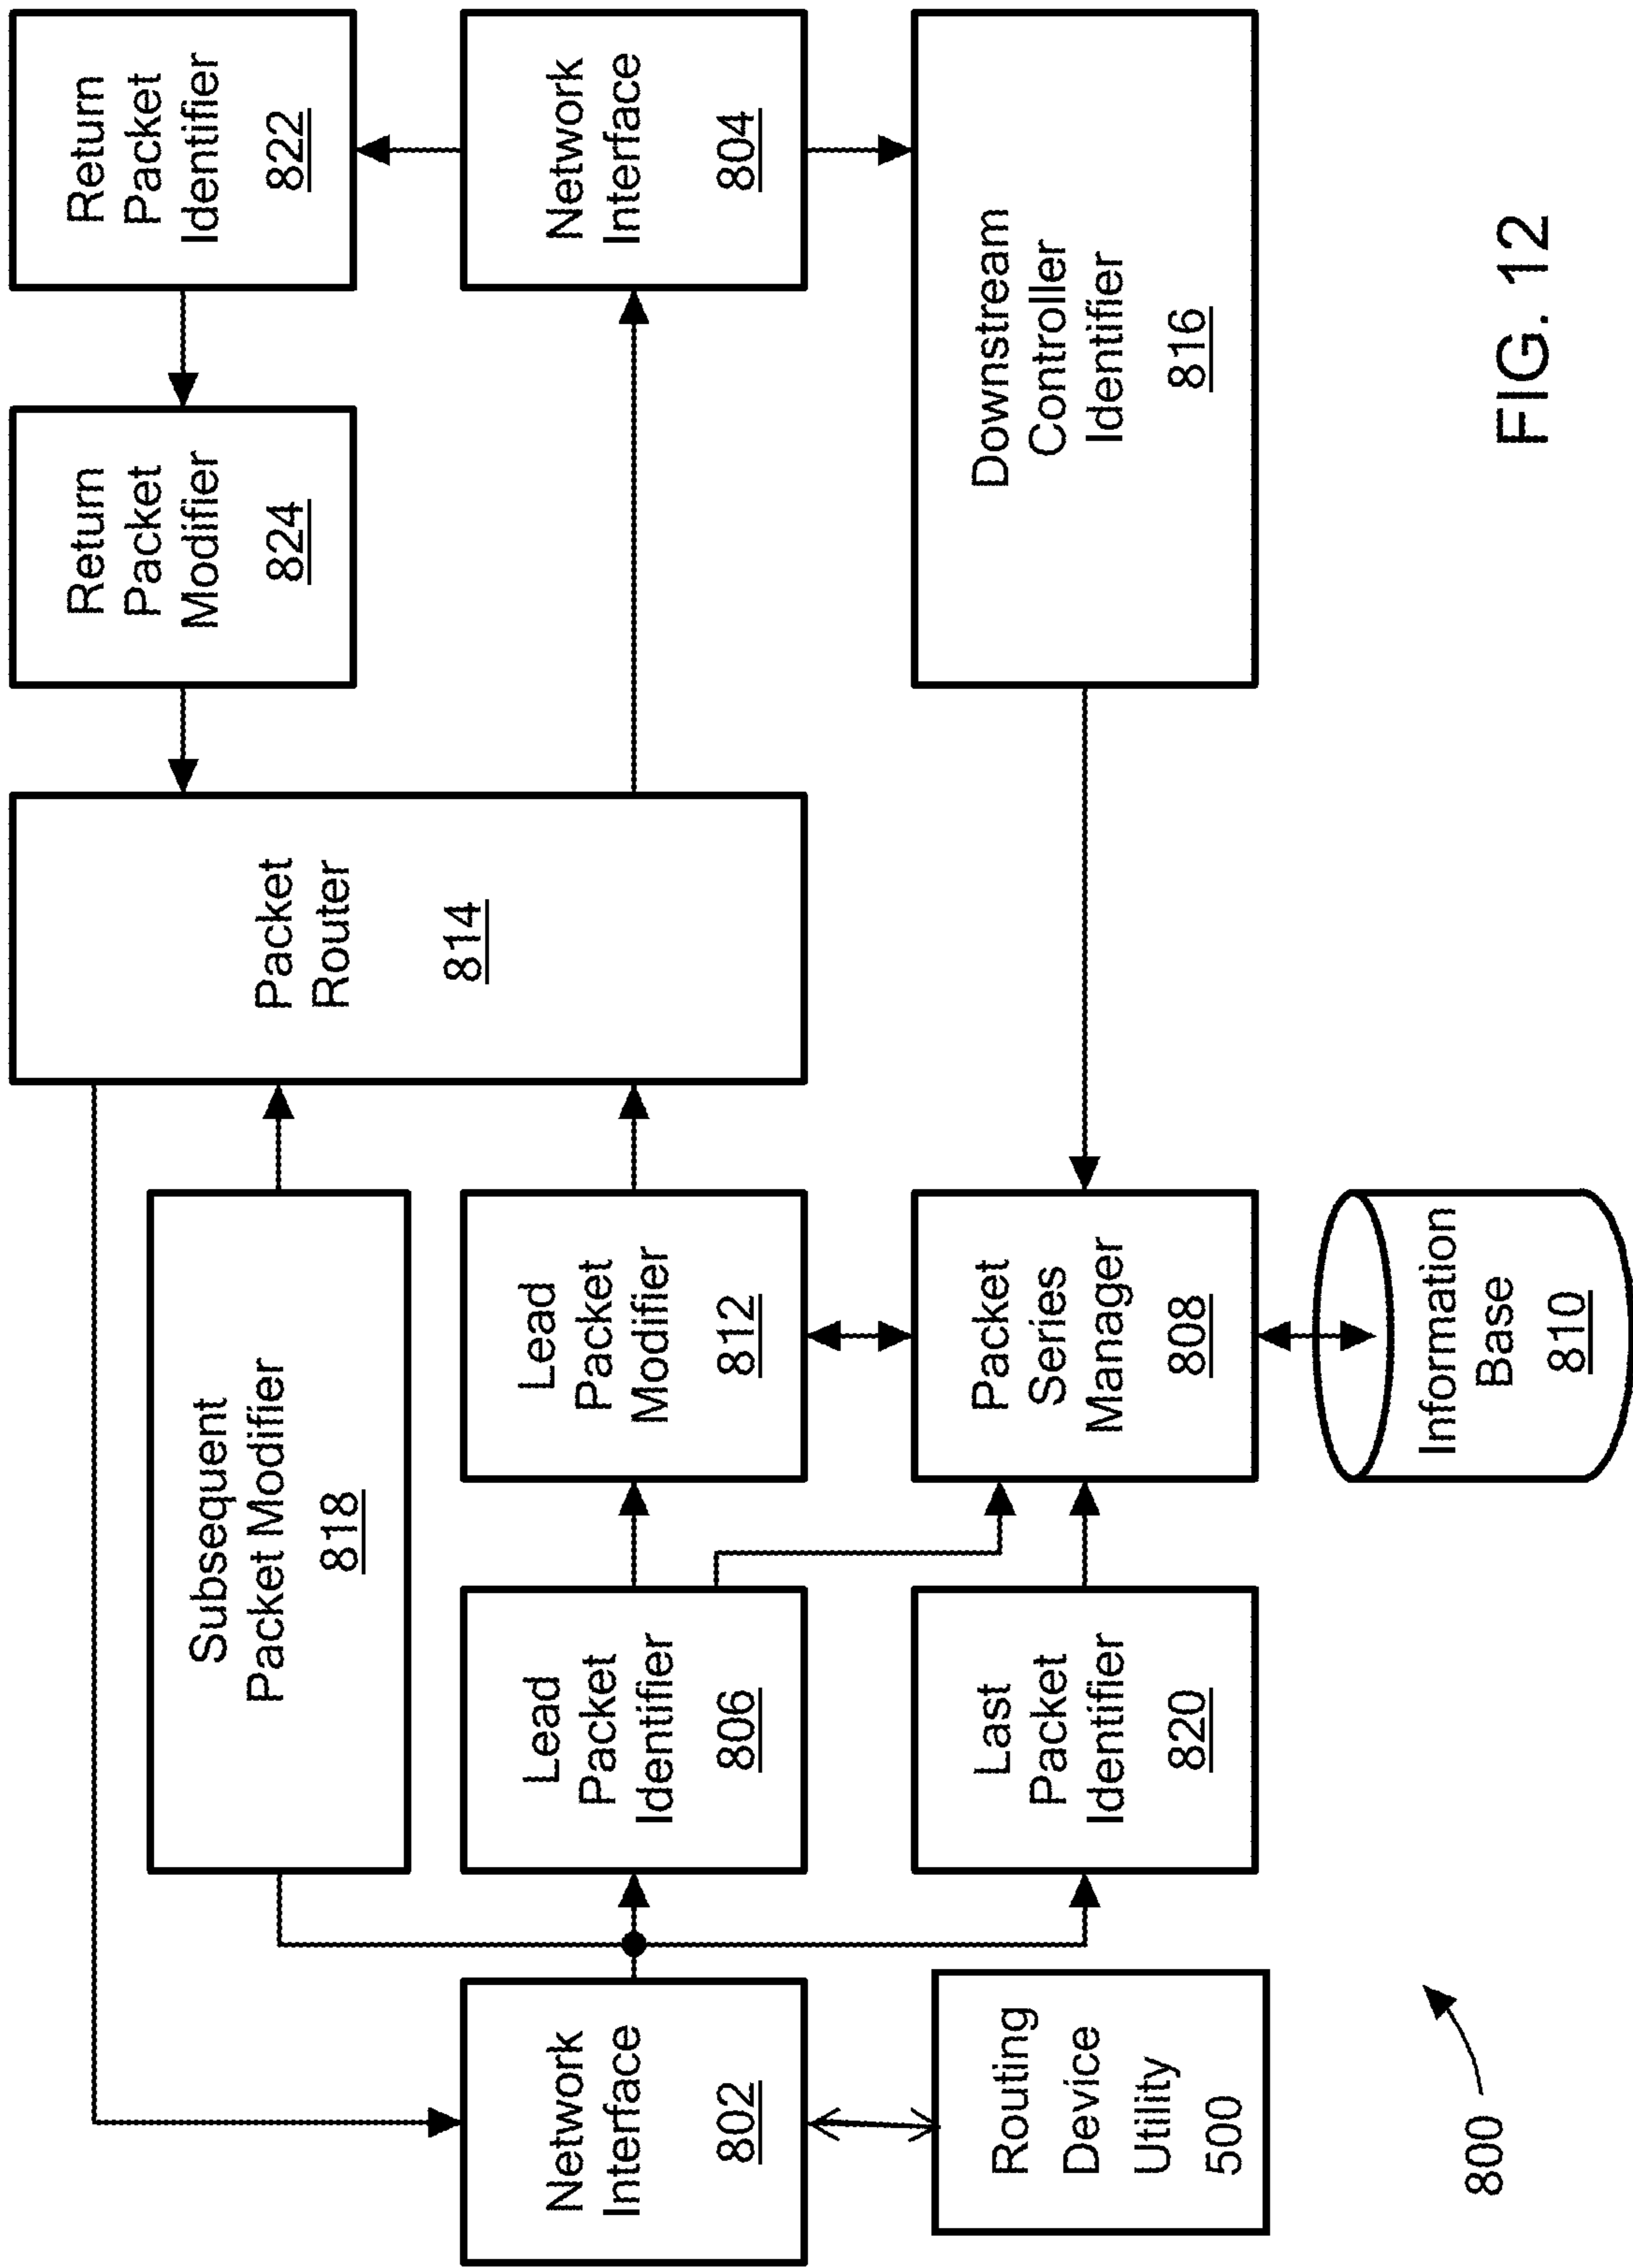 Return
Packet
Identifier
822
Return
Packet
Modifier
824
Packet
Router
814
Subsequent
Packet Modifier
818
Network
Interface
802
Lead
Packet
Identifier
806
Lead
Packet
Modifier
812
Network
Interface
804
Routing
Device
Utility
500
Last
Packet
Identifier
820
Packet
Series
Manager
808
Downstream
Controller
Identifier
816
Information
Base
810
800
FIG. 12